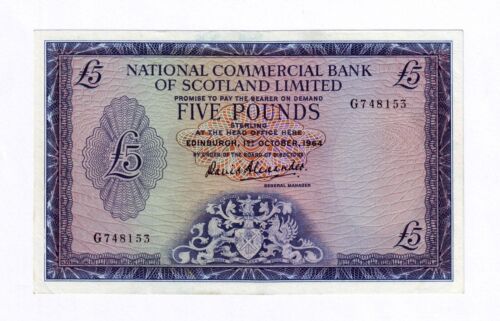 £5
£5
NATIONAL COMMERCIAL BANK
OF SCOTLAND LIMITED
PROMISE TO PAY THE BEARER ON DEMAND
G748153
FIVE POUNDS
STERLING
AT THE HEAD OFFICE HERE
EDINBURGH, 1ST OCTOBER, 1964
BY ORDER OF THE BOARD OF DIRECTORS
£5
David Alexander
GENERAL MANAGER
G748153
£5